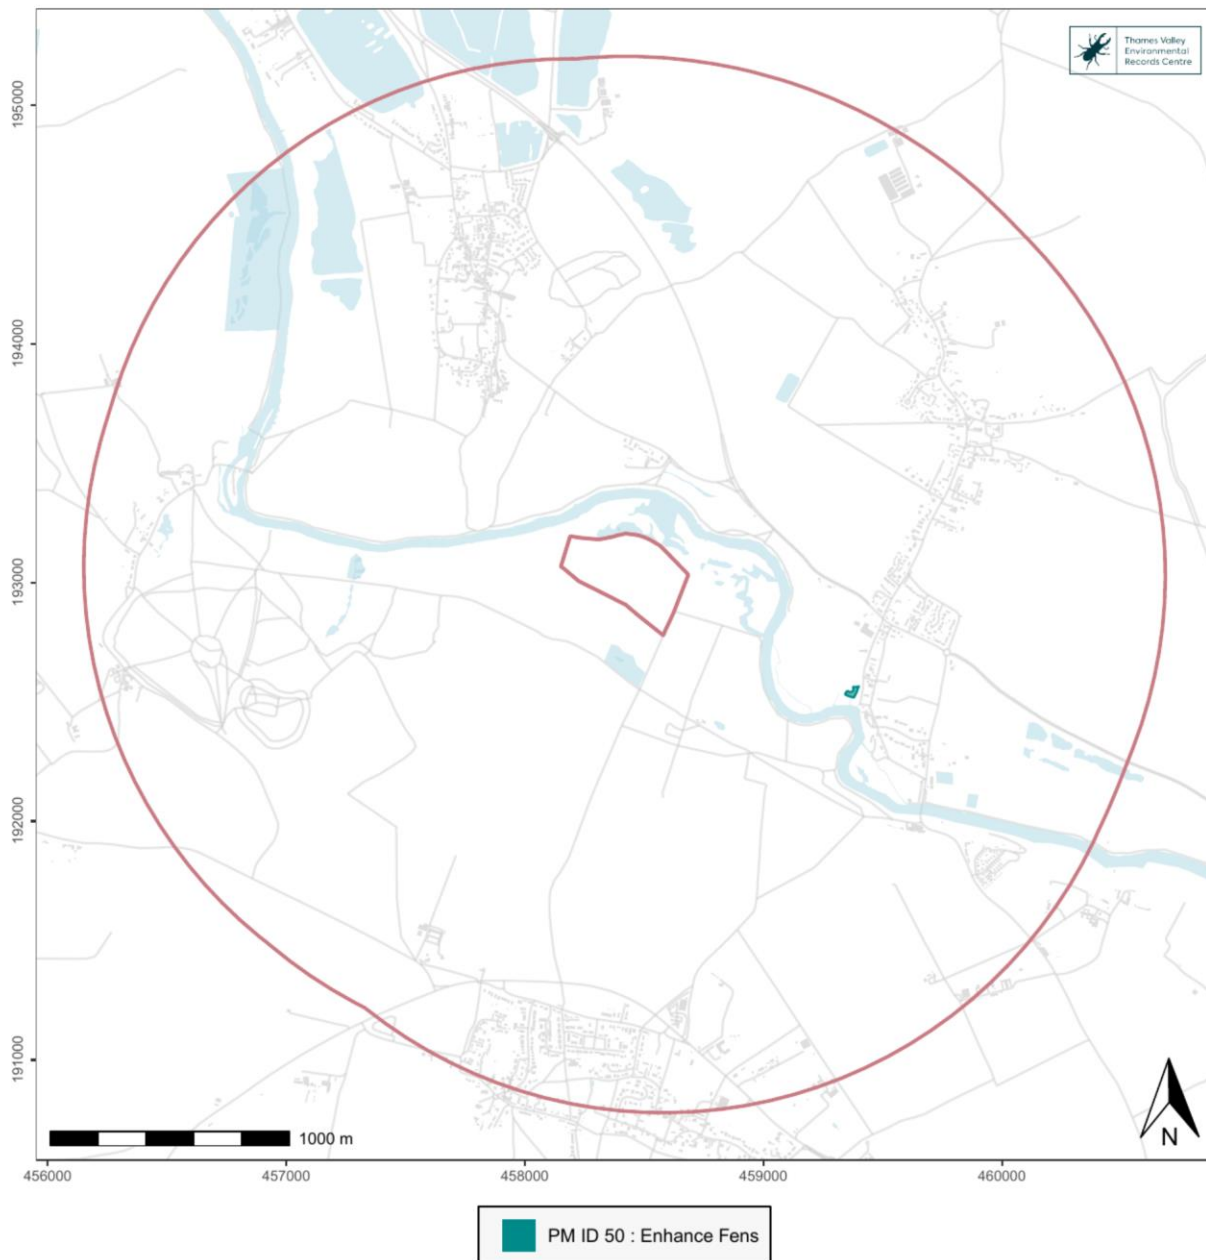 Thames Valley
Environmental
Records Centre
195000
194000
193000
192000
191000
1000 m
N
456000
457000
458000
459000
460000
PM ID 50 : Enhance Fens